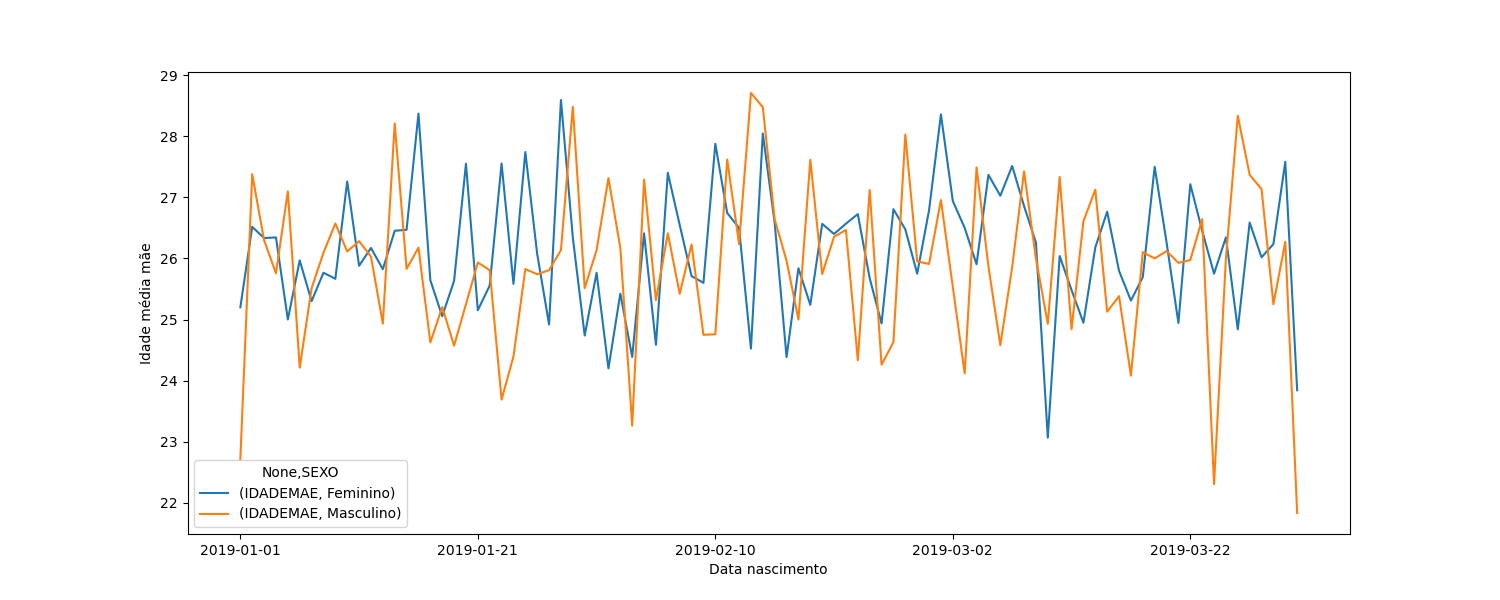 29
28
27
26
25
24
23
22
Idade média mãe
None,SEXO
(IDADEMAE, Feminino)
(IDADEMAE, Masculino)
2019-01-01 2019-01-21 2019-02-10 2019-03-02 2019-03-22
Data nascimento